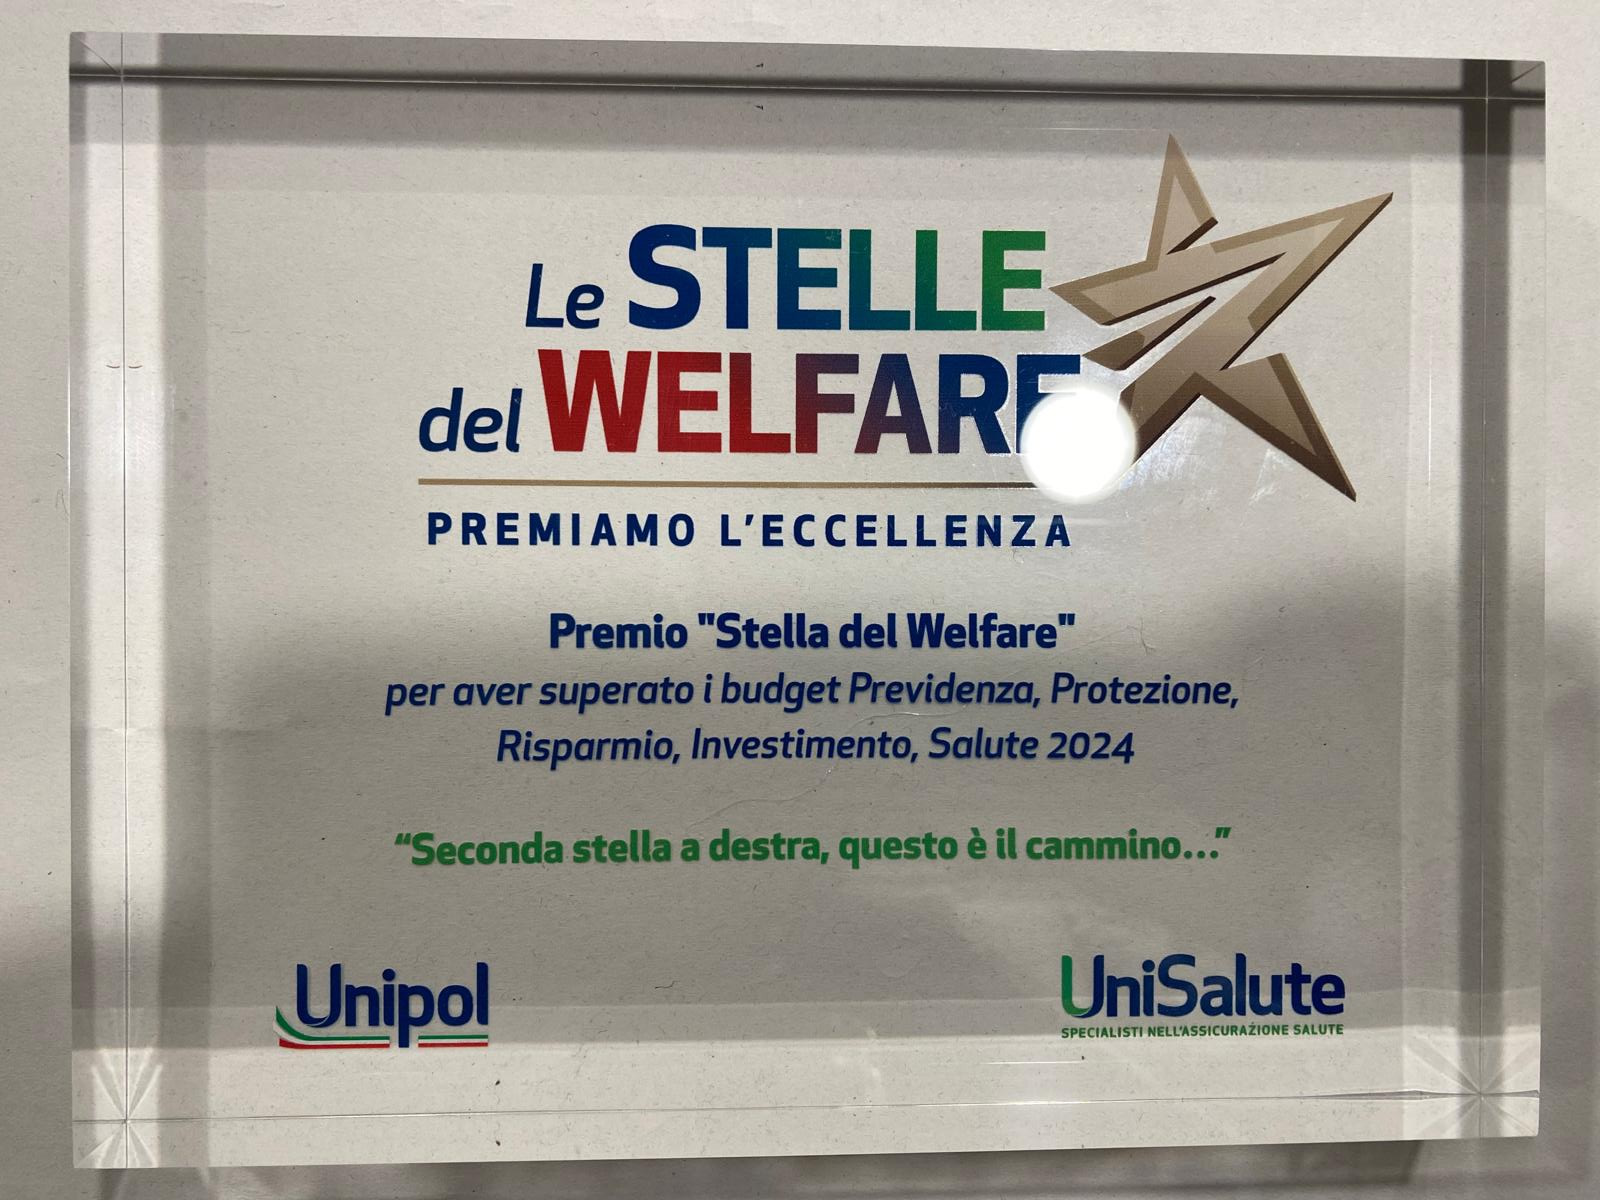 Le STELLE
del WELFARE
PREMIAMO L'ECCELLENZA
Premio "Stella del Welfare"
per aver superato i budget Previdenza, Protezione,
Risparmio, Investimento, Salute 2024
“Seconda stella a destra, questo è il cammino...”
Unipol
UniSalute
SPECIALISTI NELL'ASSICURAZIONE SALUTE